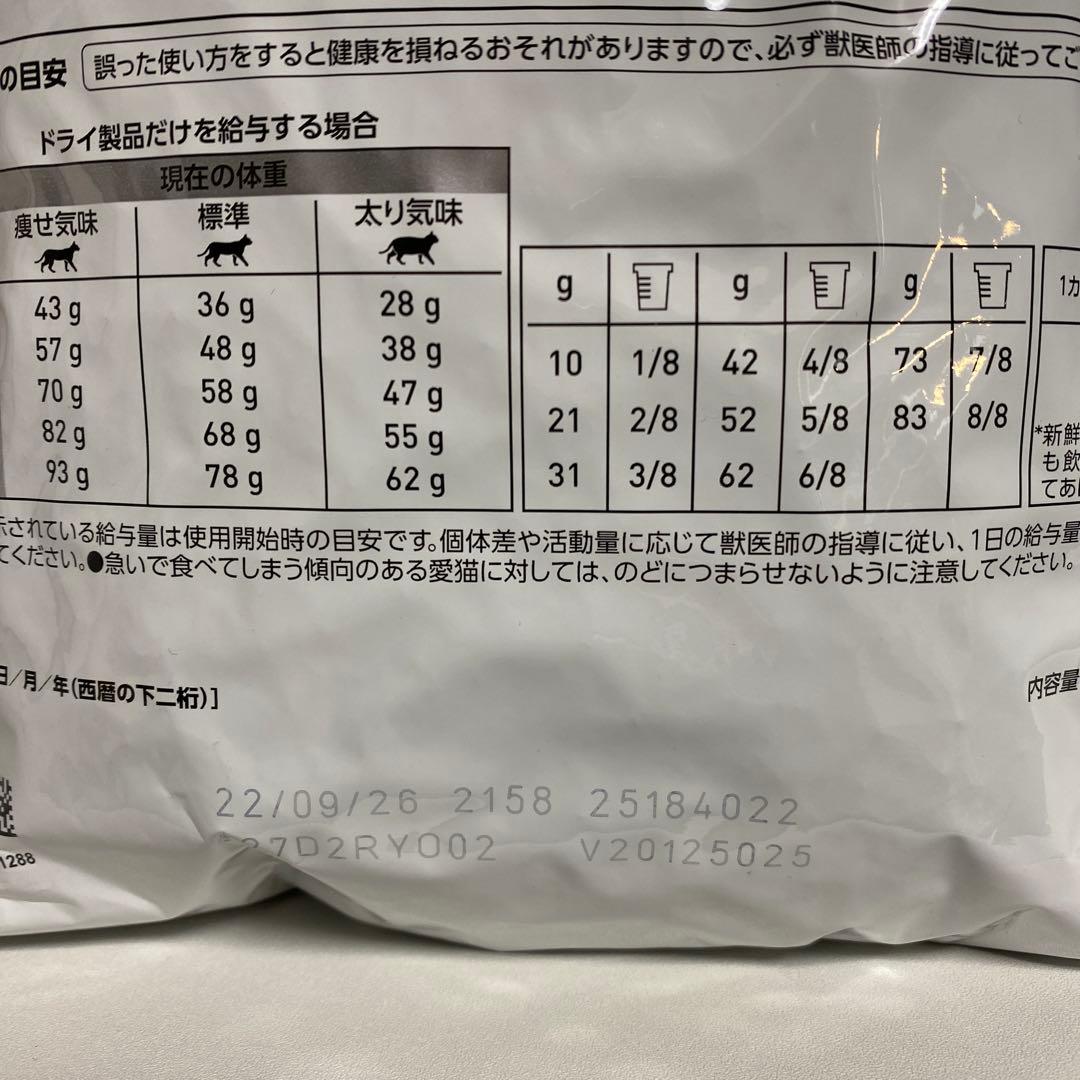 の目安 誤った使い方をすると健康を損ねるおそれがありますので、必ず獣医師の指導に従ってご
ドライ製品だけを給与する場合
現在の体重
痩せ気味 標準 太り気味
43 g 36 g 28 g
57 g 48 g 38 g
70 g 58 g 47 g
82 g 68 g 55 g
93 g 78 g 62 g
g g g
10 1/8 42 4/8 73 7/8
21 2/8 52 5/8 83 8/8
31 3/8 62 6/8
1カ
*新鮮
も飲
てあ
示されている給与量は使用開始時の目安です。個体差や活動量に応じて獣医師の指導に従い、1日の給与量
てください。●急いで食べてしまう傾向のある愛猫に対しては、のどにつまらせないように注意してください。
日/月/年(西暦の下二桁)]
内容量
22/09/26 2158 25184022
27D2RY002 V20125025
1288